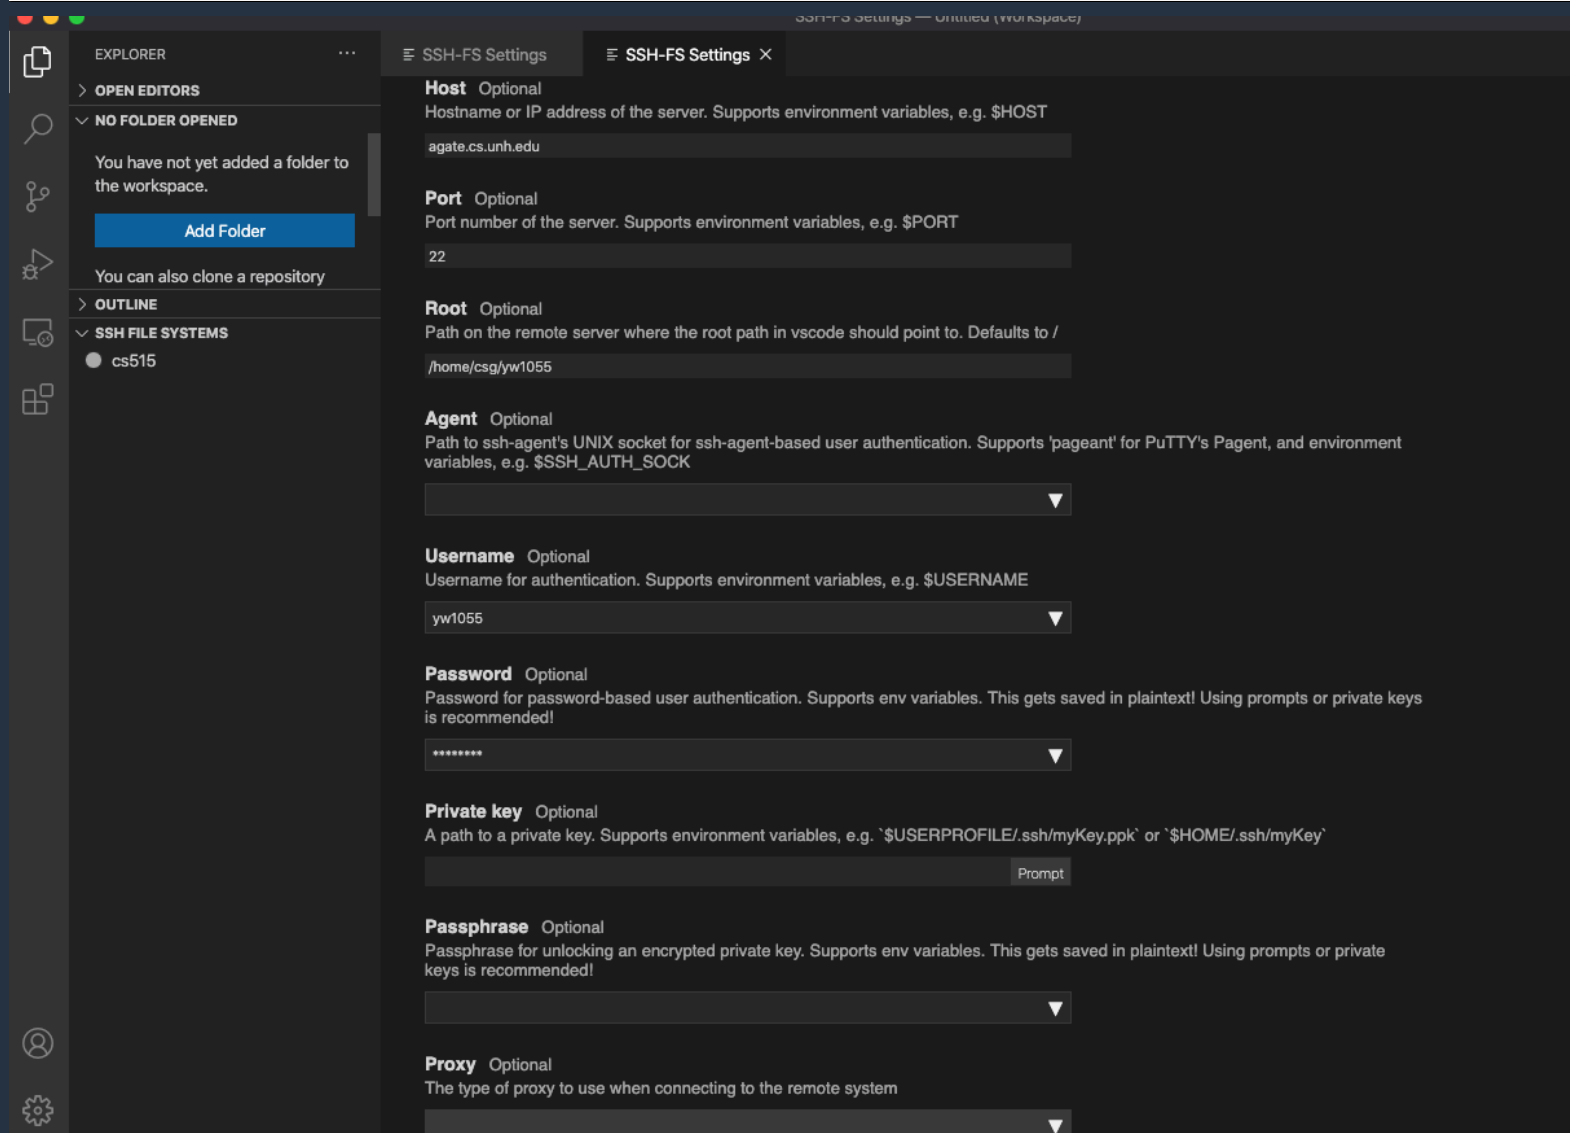 SSH-FS Settings — Untitled (Workspace)
EXPLORER
OPEN EDITORS
NO FOLDER OPENED
You have not yet added a folder to
the workspace.
Add Folder
You can also clone a repository
OUTLINE
SSH FILE SYSTEMS
cs515
SSH-FS Settings
SSH-FS Settings
Host Optional
Hostname or IP address of the server. Supports environment variables, e.g. $HOST
agate.cs.unh.edu
Port Optional
Port number of the server. Supports environment variables, e.g. $PORT
22
Root Optional
Path on the remote server where the root path in vscode should point to. Defaults to /
/home/csg/yw1055
Agent Optional
Path to ssh-agent's UNIX socket for ssh-agent-based user authentication. Supports 'pageant' for PuTTY's Pagent, and environment
variables, e.g. $SSH_AUTH_SOCK
Username Optional
Username for authentication. Supports environment variables, e.g. $USERNAME
yw1055
Password Optional
Password for password-based user authentication. Supports env variables. This gets saved in plaintext! Using prompts or private keys
is recommended!
********
Private key Optional
A path to a private key. Supports environment variables, e.g. `$USERPROFILE/.ssh/myKey.ppk` or `$HOME/.ssh/myKey`
Prompt
Passphrase Optional
Passphrase for unlocking an encrypted private key. Supports env variables. This gets saved in plaintext! Using prompts or private
keys is recommended!
Proxy Optional
The type of proxy to use when connecting to the remote system